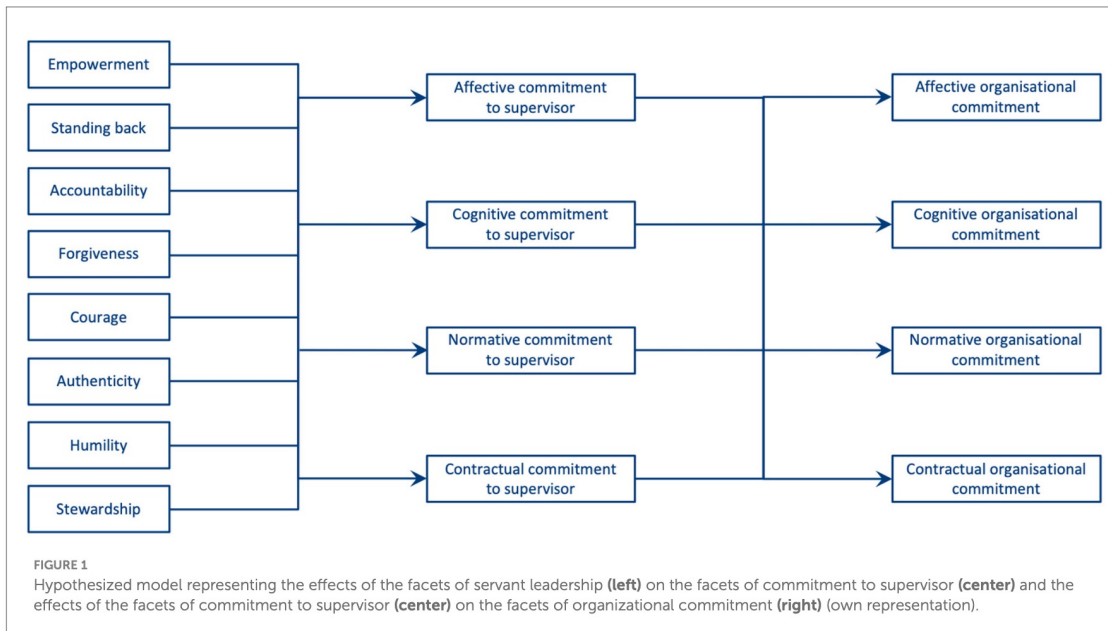 Empowerment
Standing back
Accountability
Forgiveness
Courage
Authenticity
Humility
Stewardship
Affective commitment
to supervisor
Cognitive commitment
to supervisor
Normative commitment
to supervisor
Contractual commitment
to supervisor
Affective organisational
commitment
Cognitive organisational
commitment
Normative organisational
commitment
Contractual organisational
commitment
FIGURE 1
Hypothesized model representing the effects of the facets of servant leadership (left) on the facets of commitment to supervisor (center) and the
effects of the facets of commitment to supervisor (center) on the facets of organizational commitment (right) (own representation).